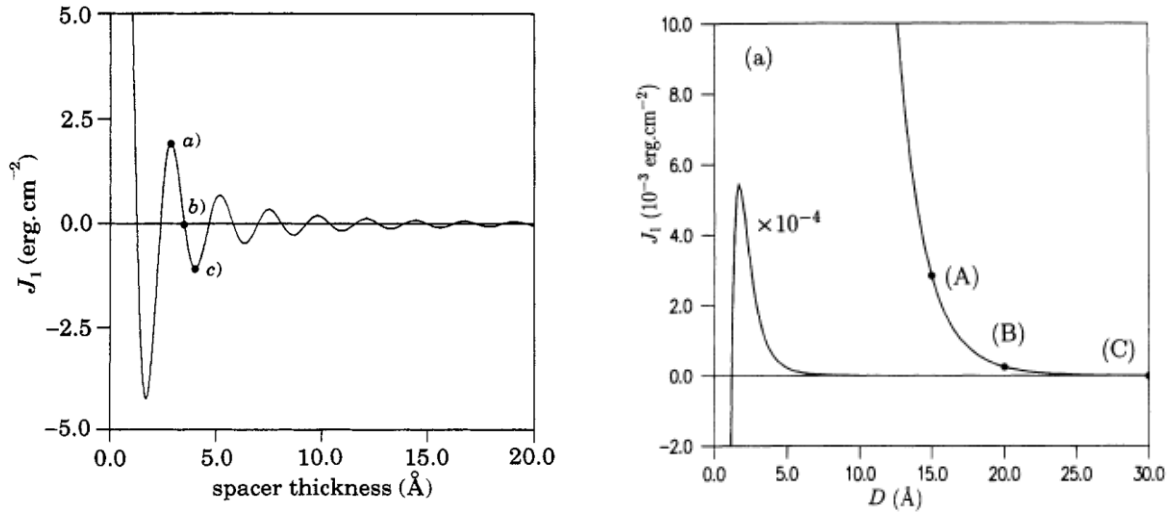 5.0
2.5
0.0
−2.5
−5.0
J₁ (erg. cm⁻²)
a)
b)
c)
0.0 5.0 10.0 15.0 20.0
spacer thickness (Å)
10.0
8.0
6.0
4.0
2.0
0.0
−2.0
J₁ (10⁻³ erg.cm⁻²)
(a)
×10⁻⁴
(A)
(B)
(C)
0.0 5.0 10.0 15.0 20.0 25.0 30.0
D (Å)